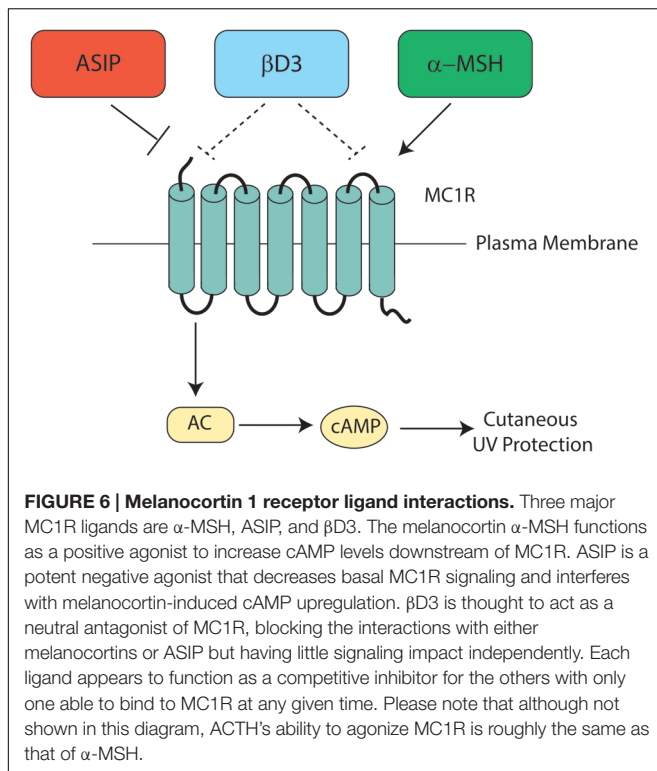 ASIP
βD3
α–MSH
MC1R
Plasma Membrane
AC
cAMP
Cutaneous
UV Protection
FIGURE 6 | Melanocortin 1 receptor ligand interactions. Three major
MC1R ligands are α-MSH, ASIP, and βD3. The melanocortin α-MSH functions
as a positive agonist to increase cAMP levels downstream of MC1R. ASIP is a
potent negative agonist that decreases basal MC1R signaling and interferes
with melanocortin-induced cAMP upregulation. βD3 is thought to act as a
neutral antagonist of MC1R, blocking the interactions with either
melanocortins or ASIP but having little signaling impact independently. Each
ligand appears to function as a competitive inhibitor for the others with only
one able to bind to MC1R at any given time. Please note that although not
shown in this diagram, ACTH's ability to agonize MC1R is roughly the same as
that of α-MSH.